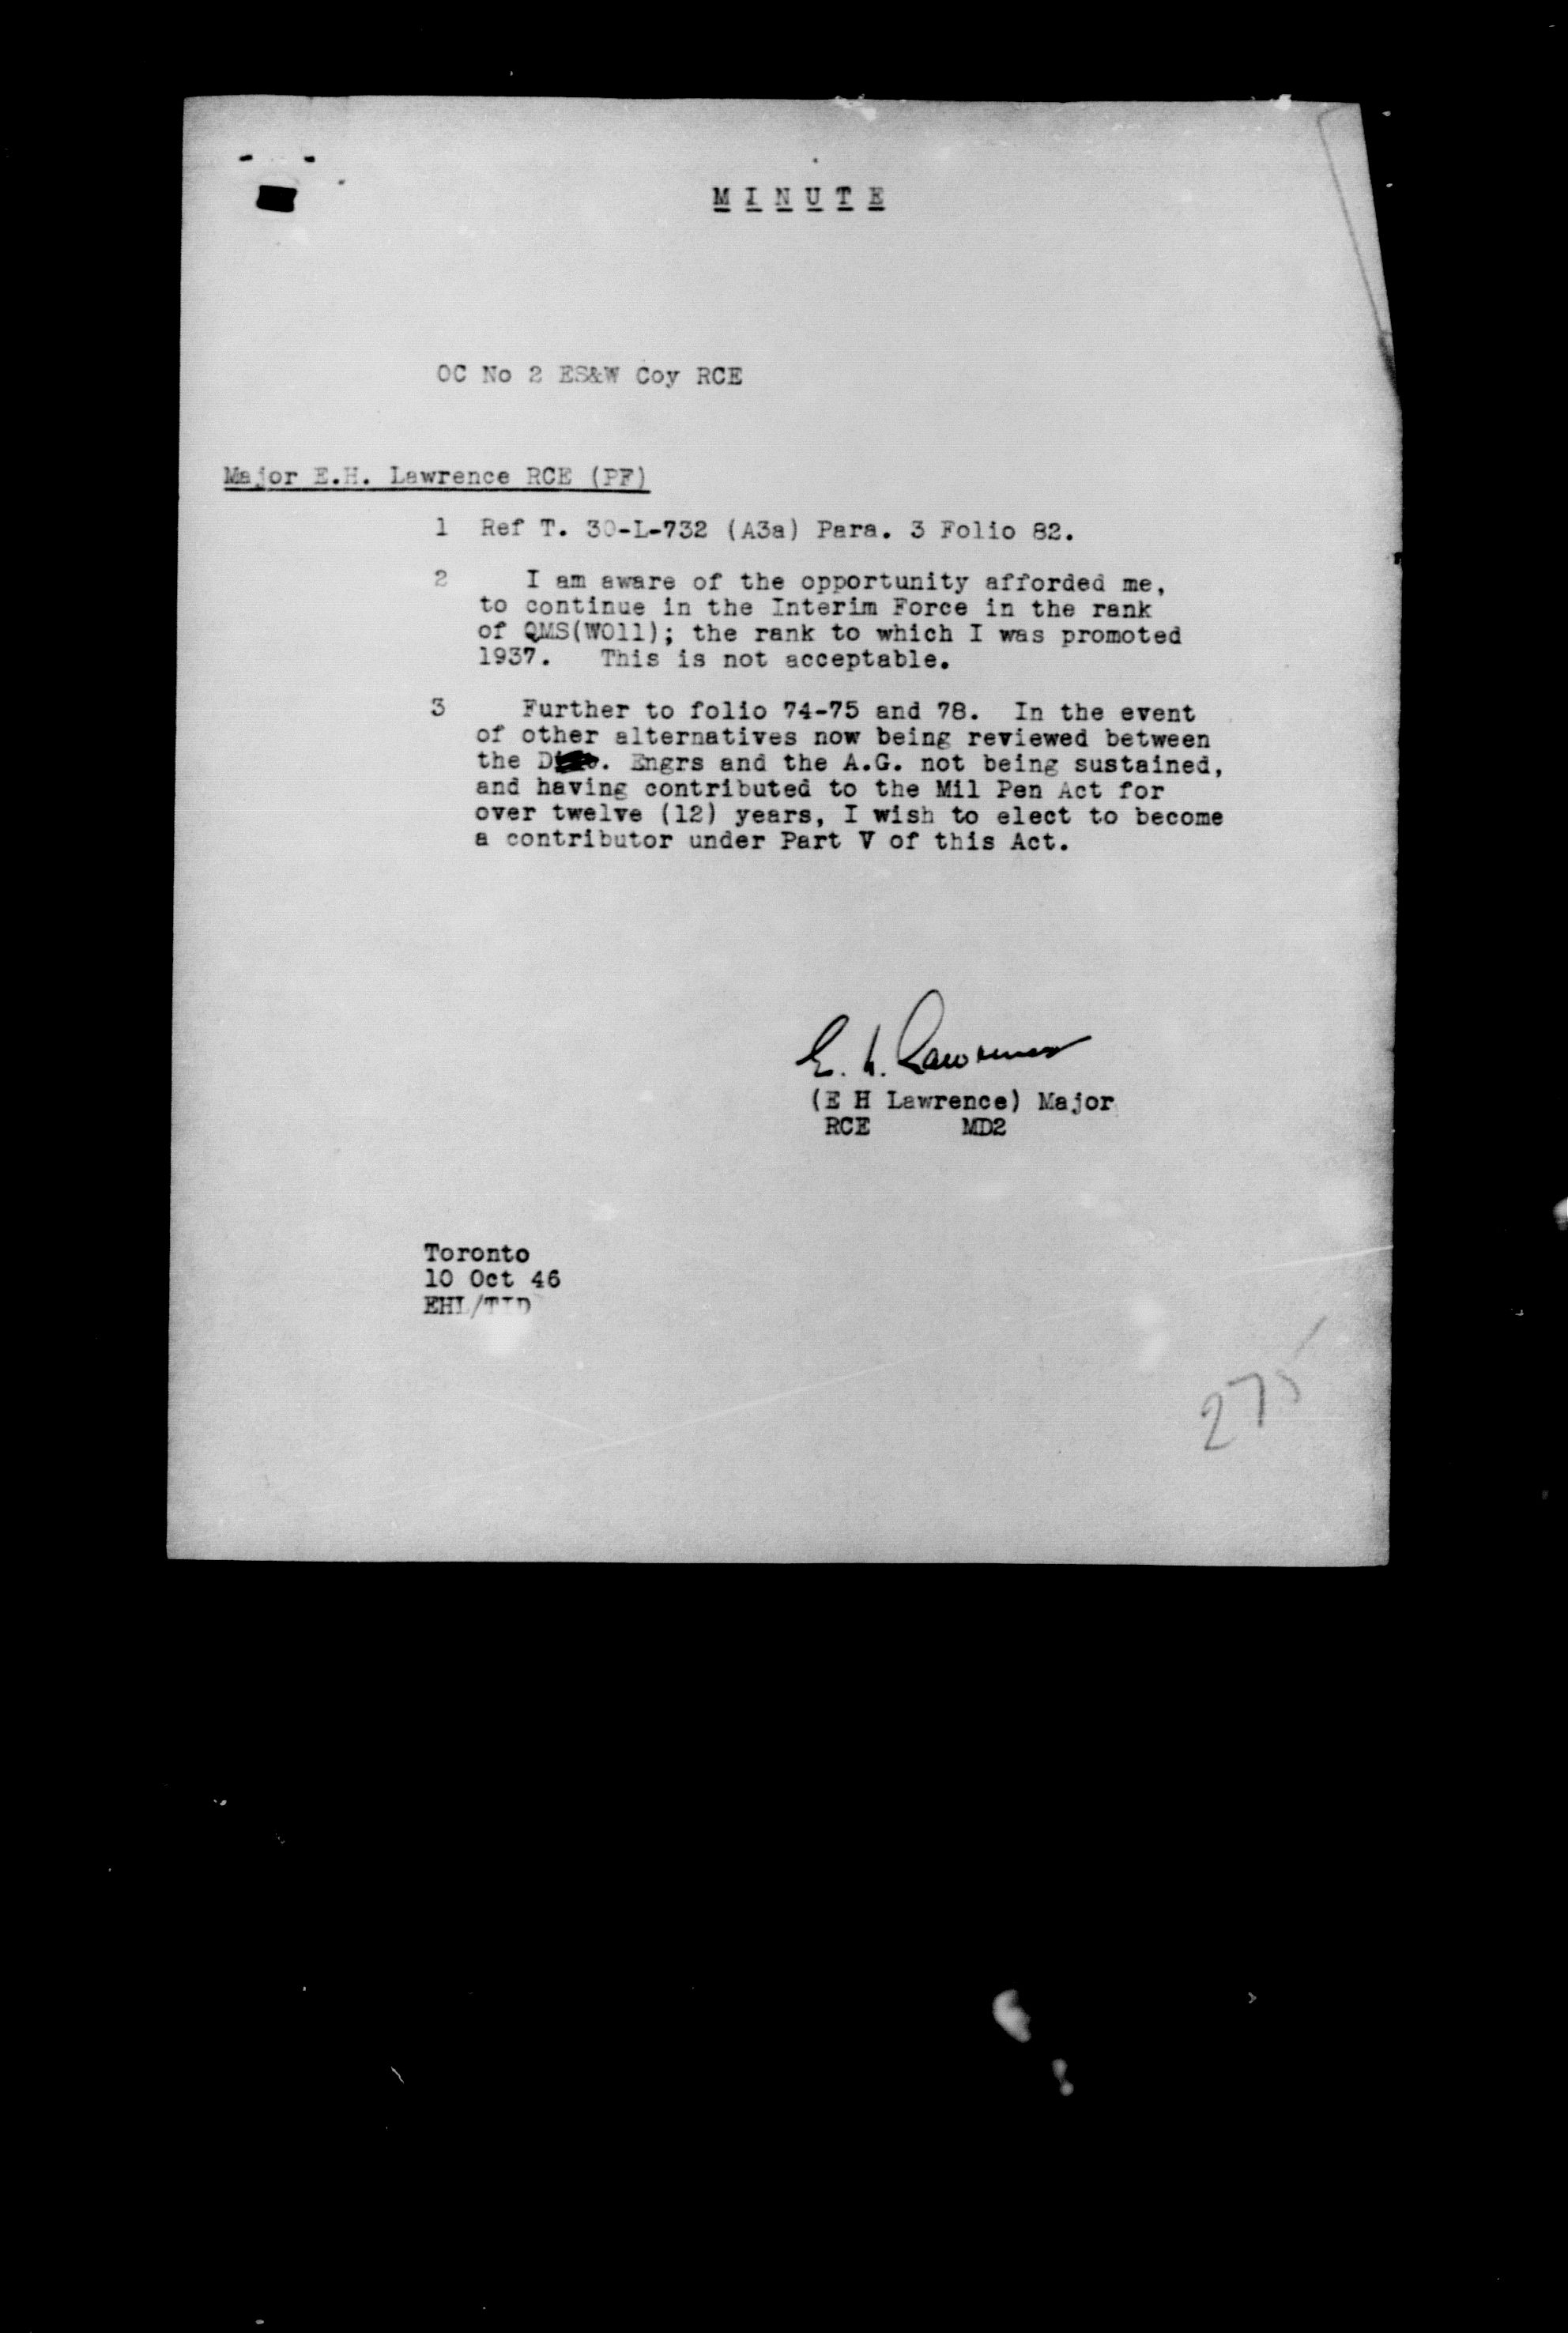 M I N U T E
OC No 2 ES&W Coy RCE
Major E.H. Lawrence RCE (PF)
1 Ref T. 30-L-732 (A3a) Para. 3 Folio 82.
2 I am aware of the opportunity afforded me,
to continue in the Interim Force in the rank
of QMS(WO11); the rank to which I was promoted
1937. This is not acceptable.
3 Further to folio 74-75 and 78. In the event
of other alternatives now being reviewed between
the D. Engrs and the A.G. not being sustained,
and having contributed to the Mil Pen Act for
over twelve (12) years, I wish to elect to become
a contributor under Part V of this Act.
E. H. Lawrence
(E H Lawrence) Major
RCE MD2
Toronto
10 Oct 46
275